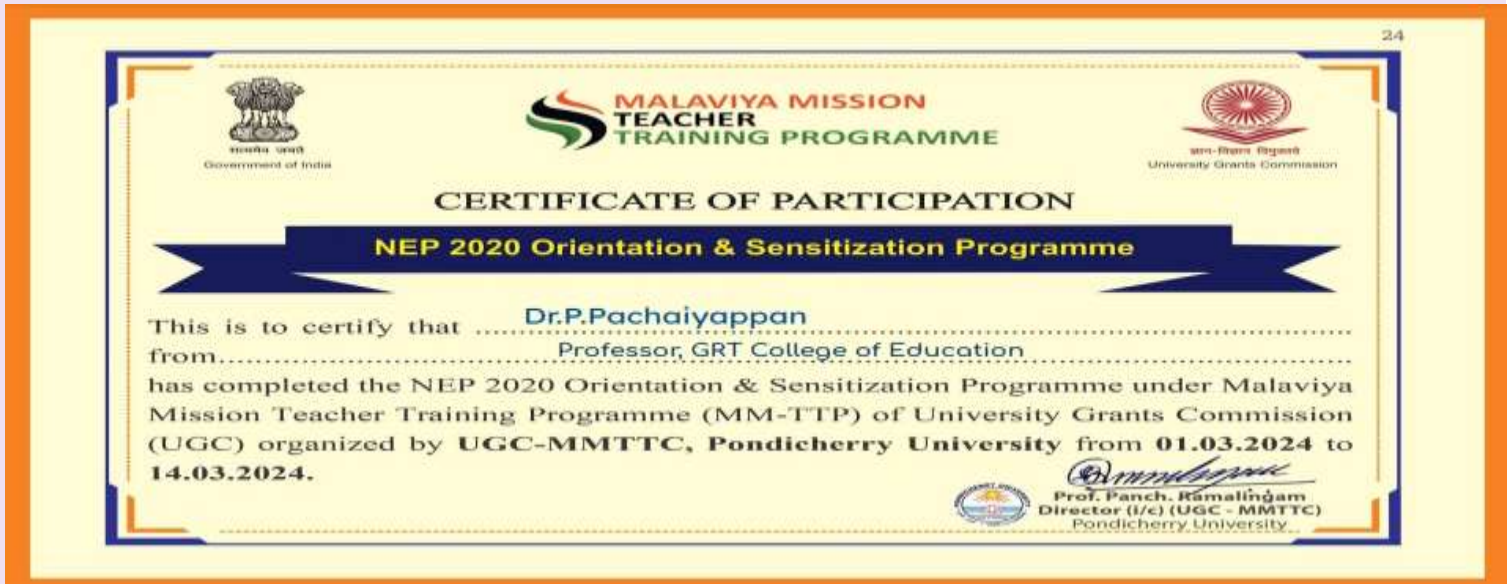 24
MALAVIYA MISSION
TEACHER
TRAINING PROGRAMME
सत्यमेव जयते
Government of India
ज्ञान-विज्ञान विमुक्तये
University Grants Commission
CERTIFICATE OF PARTICIPATION
NEP 2020 Orientation & Sensitization Programme
This is to certify that ........ Dr.P.Pachaiyappan ........
from........ Professor, GRT College of Education ........
has completed the NEP 2020 Orientation & Sensitization Programme under Malaviya
Mission Teacher Training Programme (MM-TTP) of University Grants Commission
(UGC) organized by UGC-MMTTC, Pondicherry University from 01.03.2024 to
14.03.2024.
Prof. Panch. Ramalingam
Director (i/c) (UGC - MMTTC)
Pondicherry University